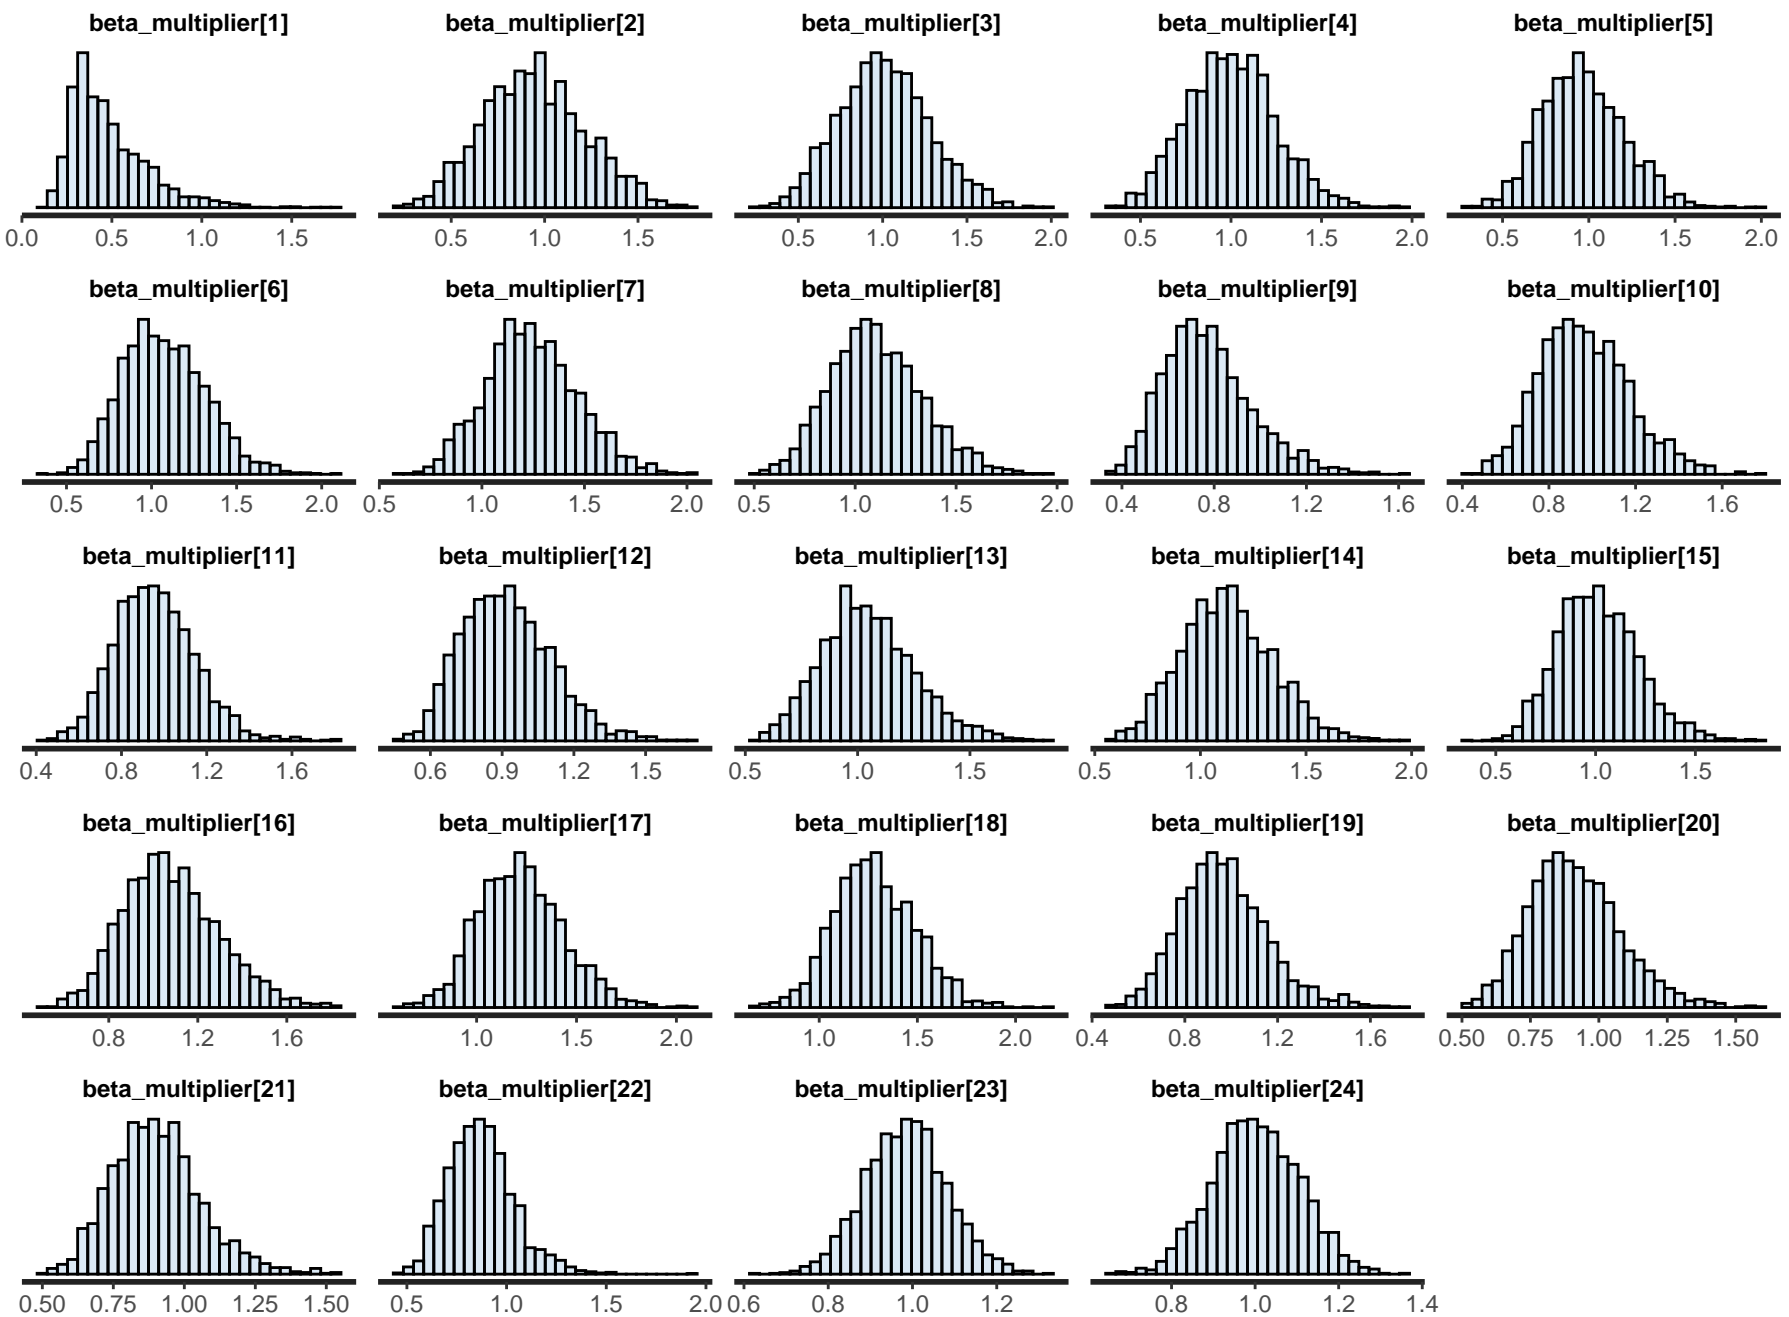 beta_multiplier[1] beta_multiplier[2] beta_multiplier[3] beta_multiplier[4] beta_multiplier[5]
0.0 0.5 1.0 1.5 0.5 1.0 1.5 0.5 1.0 1.5 2.0 0.5 1.0 1.5 2.0 0.5 1.0 1.5 2.0
beta_multiplier[6] beta_multiplier[7] beta_multiplier[8] beta_multiplier[9] beta_multiplier[10]
0.5 1.0 1.5 2.0 0.5 1.0 1.5 2.0 0.5 1.0 1.5 2.0 0.4 0.8 1.2 1.6 0.4 0.8 1.2 1.6
beta_multiplier[11] beta_multiplier[12] beta_multiplier[13] beta_multiplier[14] beta_multiplier[15]
0.4 0.8 1.2 1.6 0.6 0.9 1.2 1.5 0.5 1.0 1.5 0.5 1.0 1.5 2.0 0.5 1.0 1.5
beta_multiplier[16] beta_multiplier[17] beta_multiplier[18] beta_multiplier[19] beta_multiplier[20]
0.8 1.2 1.6 1.0 1.5 2.0 1.0 1.5 2.0 0.4 0.8 1.2 1.6 0.50 0.75 1.00 1.25 1.50
beta_multiplier[21] beta_multiplier[22] beta_multiplier[23] beta_multiplier[24]
0.50 0.75 1.00 1.25 1.50 0.5 1.0 1.5 2.0 0.6 0.8 1.0 1.2 0.8 1.0 1.2 1.4